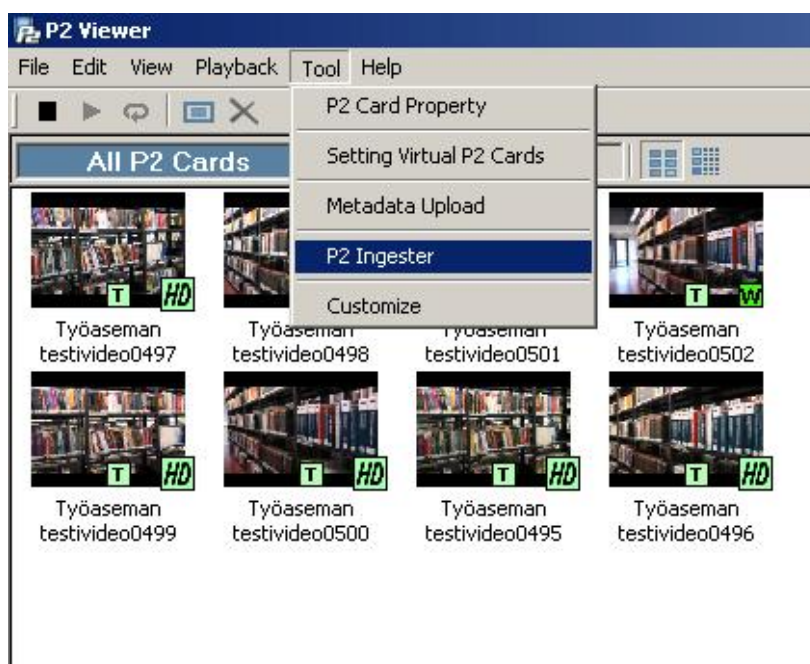 P2 Viewer
File Edit View Playback Tool Help
P2 Card Property
All P2 Cards
Setting Virtual P2 Cards
Metadata Upload
P2 Ingester
Customize
T HD
T W
Työaseman Työaseman Työaseman Työaseman
testivideo0497 testivideo0498 testivideo0501 testivideo0502
T HD T HD T HD T HD
Työaseman Työaseman Työaseman Työaseman
testivideo0499 testivideo0500 testivideo0495 testivideo0496